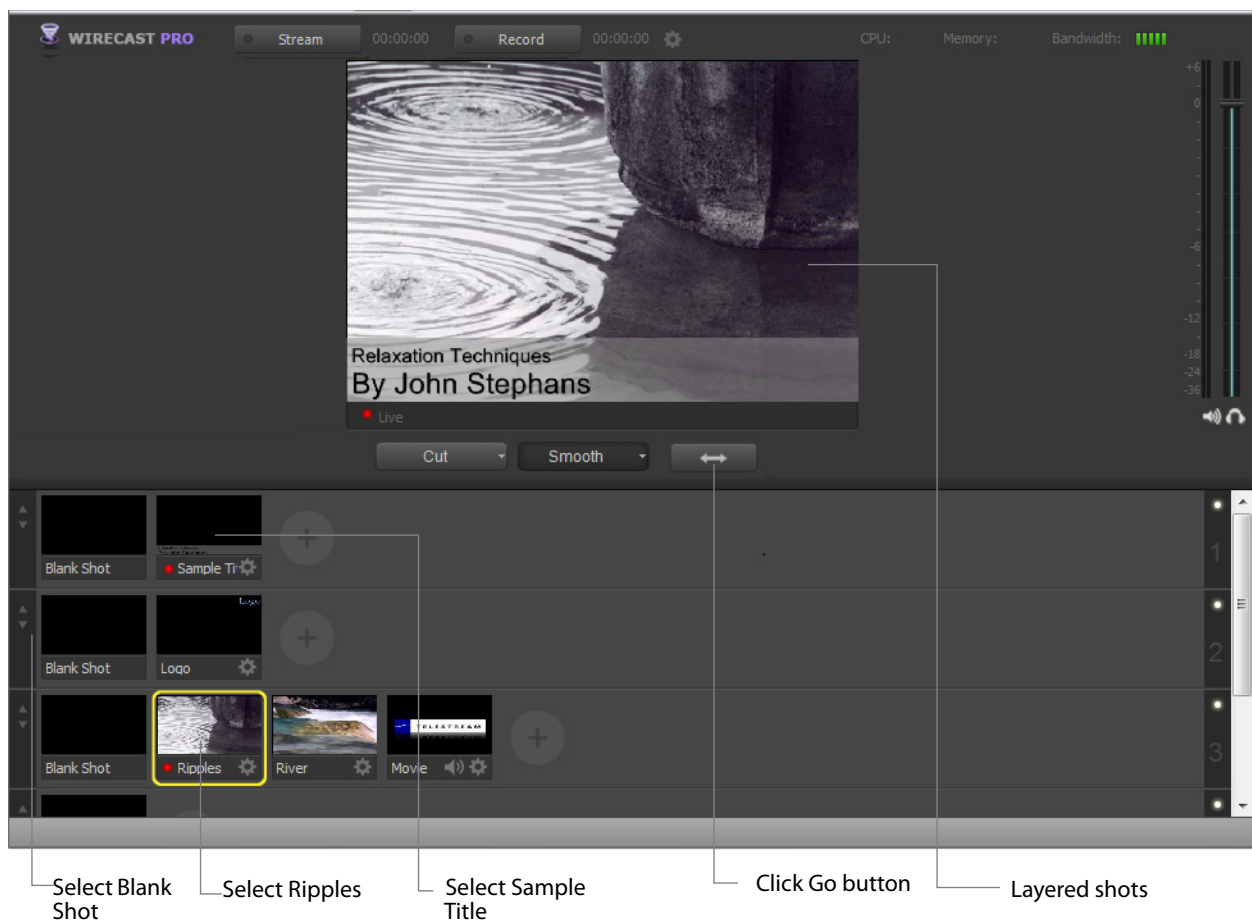 WIRECAST PRO
Stream 00:00:00 Record 00:00:00 CPU: Memory: Bandwidth:
+6
0
-6
-12
-18
-24
-36
Relaxation Techniques
By John Stephans
Live
Cut Smooth
Blank Shot Sample Ti
1
Logo
Blank Shot Logo
2
TELESTREAM
Blank Shot Ripples River Movie
3
Select Blank Shot
Select Ripples
Select Sample Title
Click Go button
Layered shots